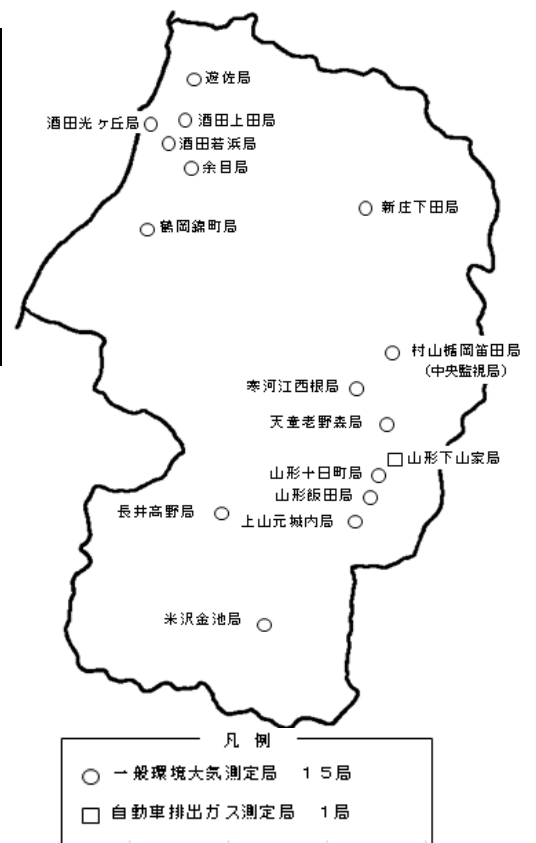 遊佐局
酒田光ヶ丘局
酒田上田局
酒田若浜局
余目局
新庄下田局
鶴岡錦町局
村山楯岡笛田局
(中央監視局)
寒河江西根局
天童老野森局
山形下山家局
山形十日町局
山形飯田局
長井高野局
上山元城内局
米沢金池局
凡 例
一般環境大気測定局 15局
自動車排出ガス測定局 1局